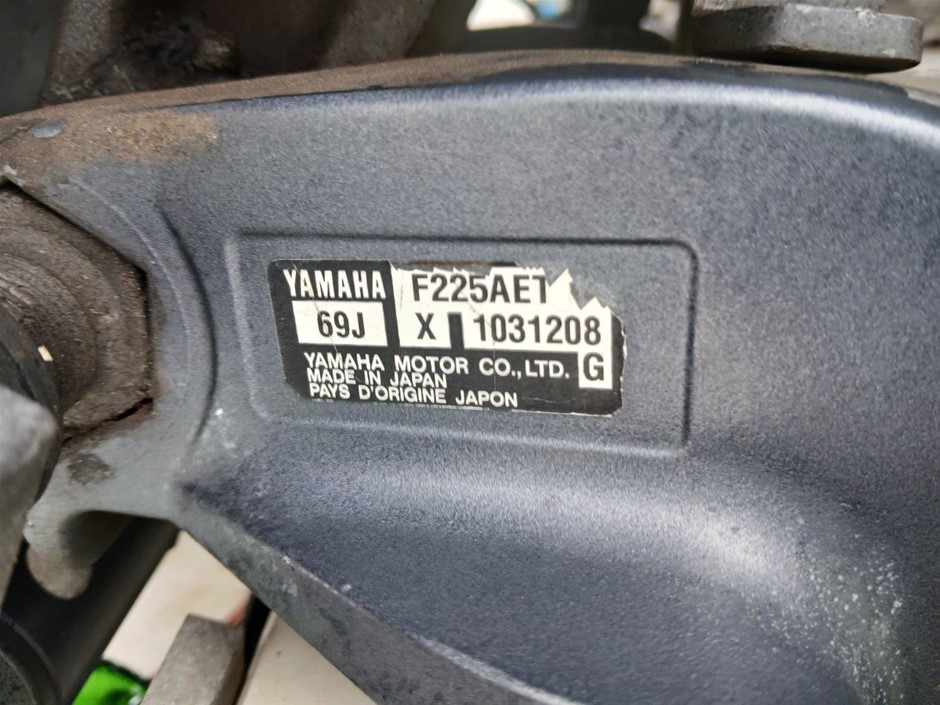 YAMAHA F225AET
69J X 1031208
YAMAHA MOTOR CO., LTD. G
MADE IN JAPAN
PAYS D'ORIGINE JAPON